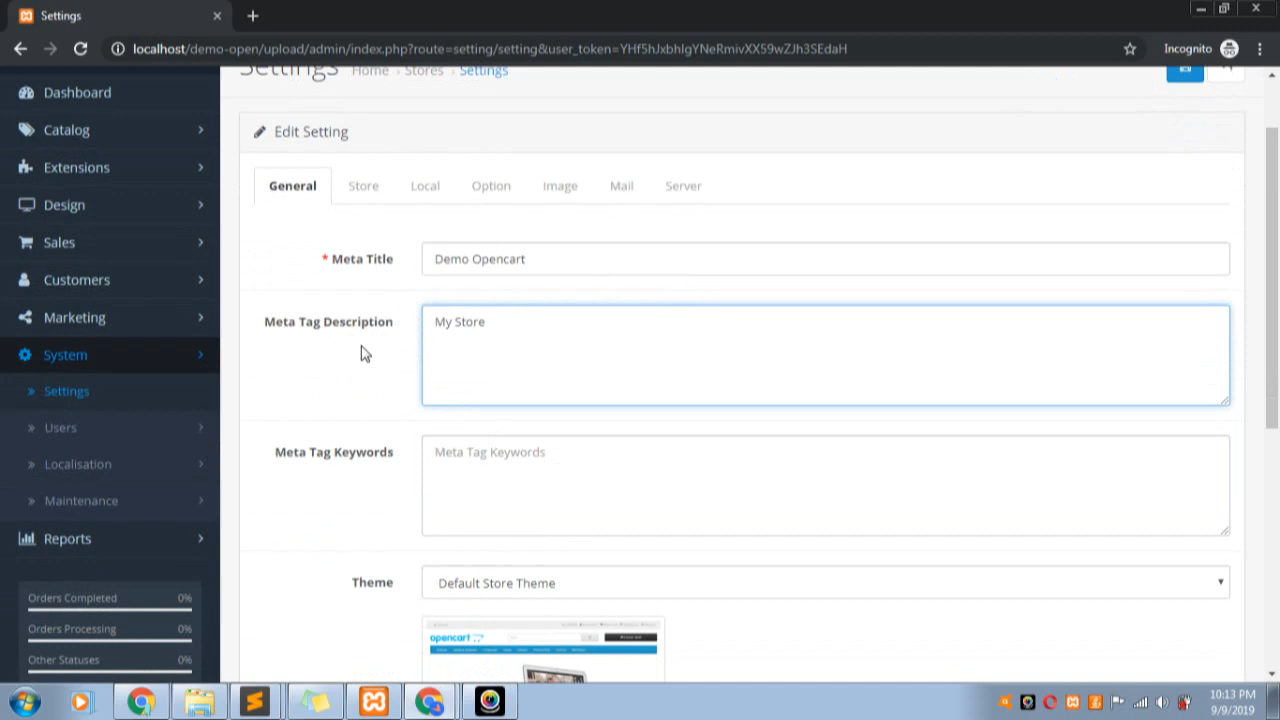 Settings
localhost/demo-open/upload/admin/index.php?route=setting/setting&user_token=YHf5hJxbhIgYNeRmivXX59wZJh3SEdaH
Incognito
Settings Home › Stores › Settings
Dashboard
Catalog
Extensions
Design
Sales
Customers
Marketing
System
Settings
Users
Localisation
Maintenance
Reports
Orders Completed 0%
Orders Processing 0%
Other Statuses 0%
Edit Setting
General Store Local Option Image Mail Server
* Meta Title Demo Opencart
Meta Tag Description My Store
Meta Tag Keywords Meta Tag Keywords
Theme Default Store Theme
opencart
10:13 PM
9/9/2019